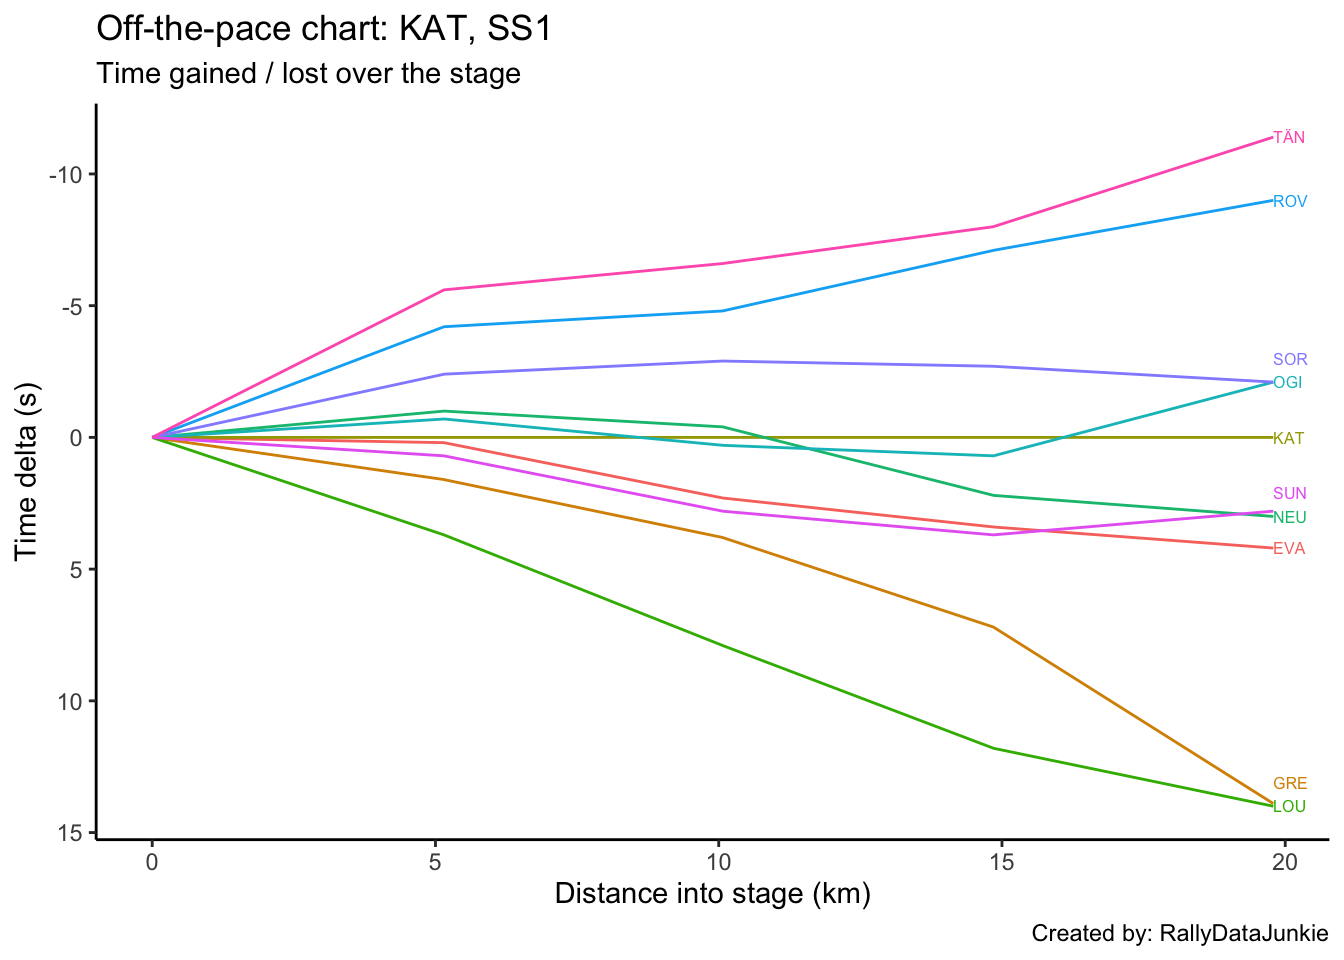 Off-the-pace chart: KAT, SS1
Time gained / lost over the stage
Time delta (s)
-10
-5
0
5
10
15
TÄN
ROV
SOR
OGI
KAT
SUN
NEU
EVA
GRE
LOU
0 5 10 15 20
Distance into stage (km)
Created by: RallyDataJunkie